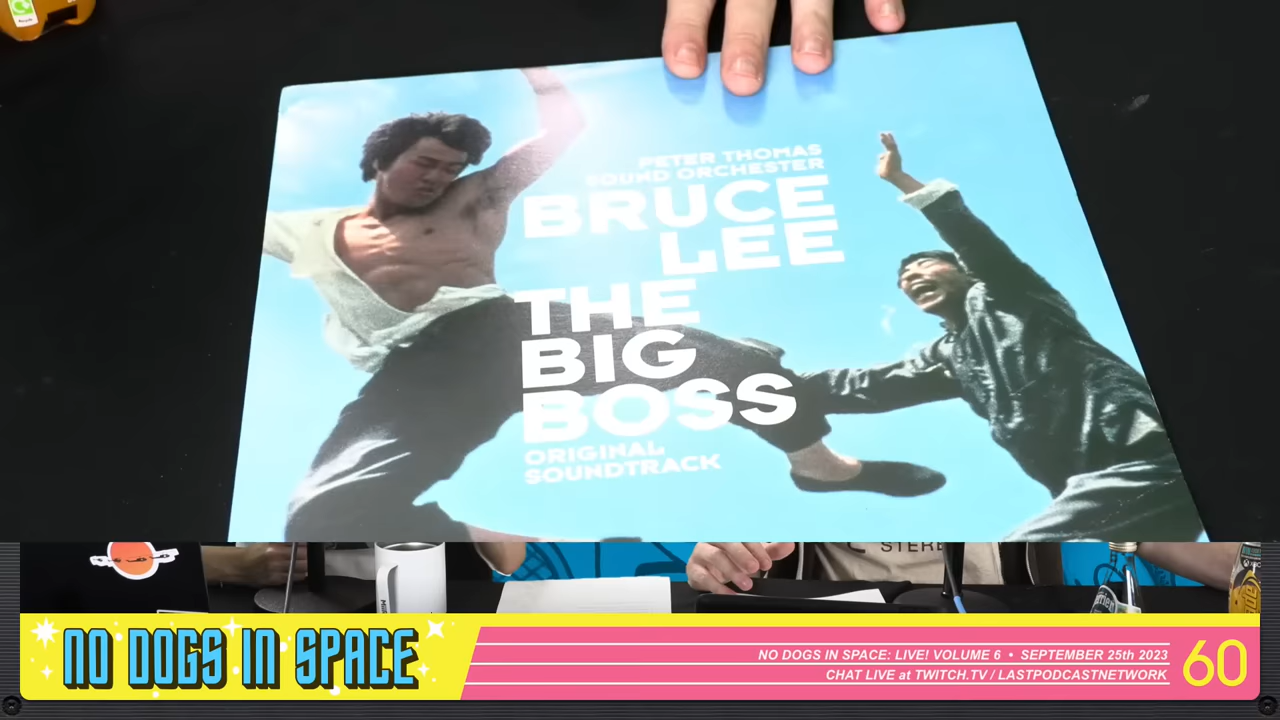 PETER THOMAS
SOUND ORCHESTER
BRUCE
LEE
THE
BIG
BOSS
ORIGINAL
SOUNDTRACK
NO DOGS IN SPACE
NO DOGS IN SPACE: LIVE! VOLUME 6 • SEPTEMBER 25th 2023
CHAT LIVE at TWITCH.TV / LASTPODCASTNETWORK
60